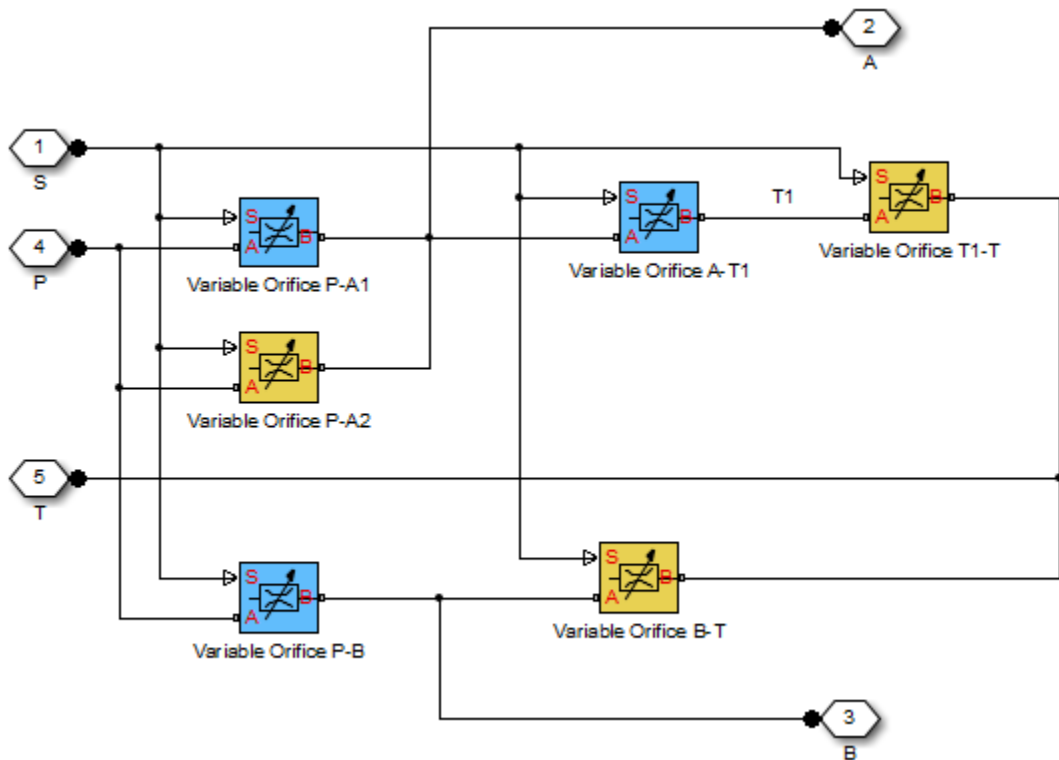 2
A
1
S
4
P
S
A
B
Variable Orifice P-A1
S
A
B
Variable Orifice A-T1
T1
S
A
B
Variable Orifice T1-T
S
A
B
Variable Orifice P-A2
5
T
S
A
B
Variable Orifice P-B
S
A
B
Variable Orifice B-T
3
B